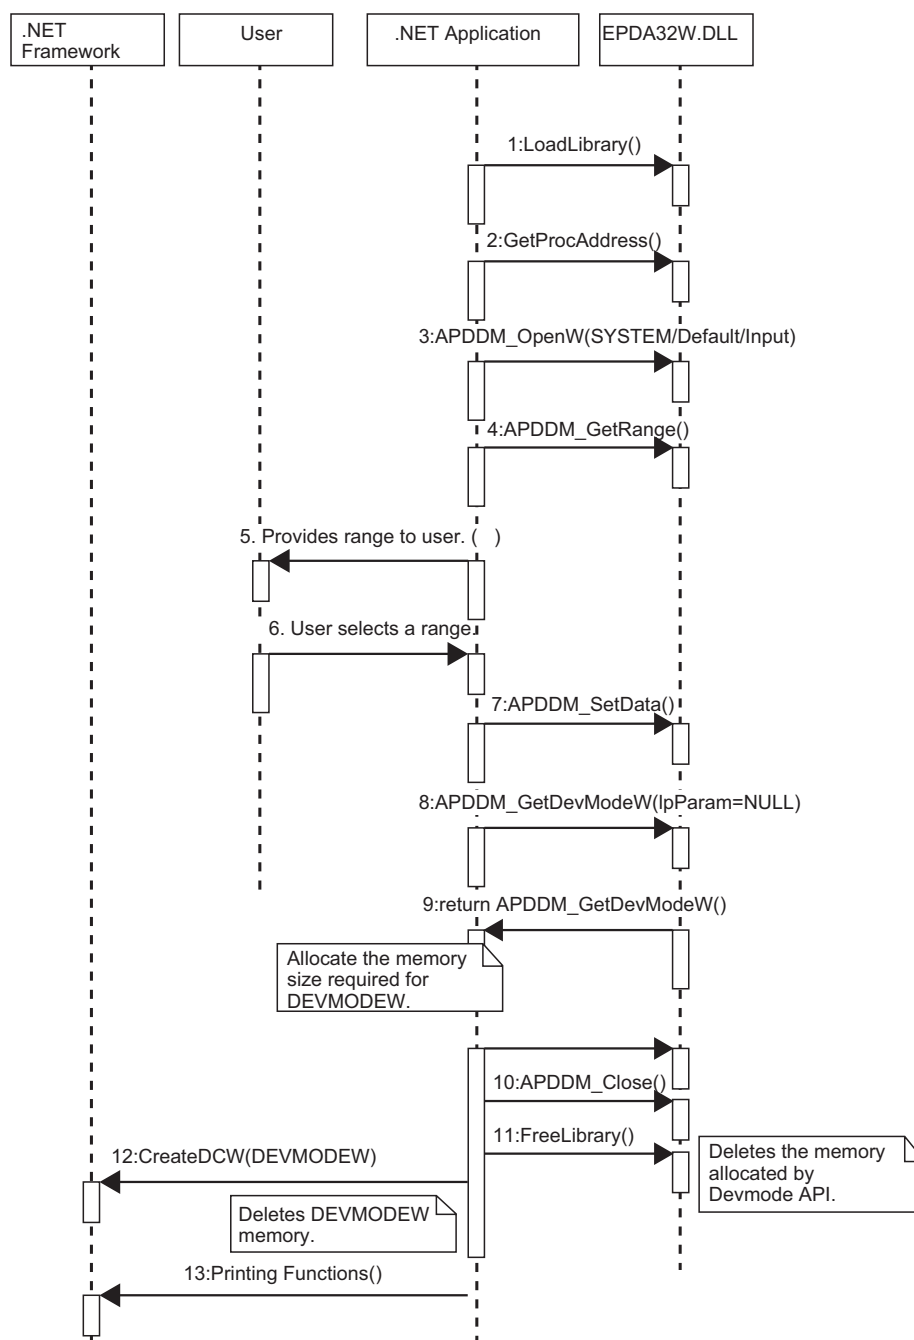 .NET
Framework
User
.NET Application
EPDA32W.DLL
1:LoadLibrary()
2:GetProcAddress()
3:APDDM_OpenW(SYSTEM/Default/Input)
4:APDDM_GetRange()
5. Provides range to user. ( )
6. User selects a range.
7:APDDM_SetData()
8:APDDM_GetDevModeW(lpParam=NULL)
9:return APDDM_GetDevModeW()
Allocate the memory
size required for
DEVMODEW.
10:APDDM_Close()
11:FreeLibrary()
Deletes the memory
allocated by
Devmode API.
12:CreateDCW(DEVMODEW)
Deletes DEVMODEW
memory.
13:Printing Functions()